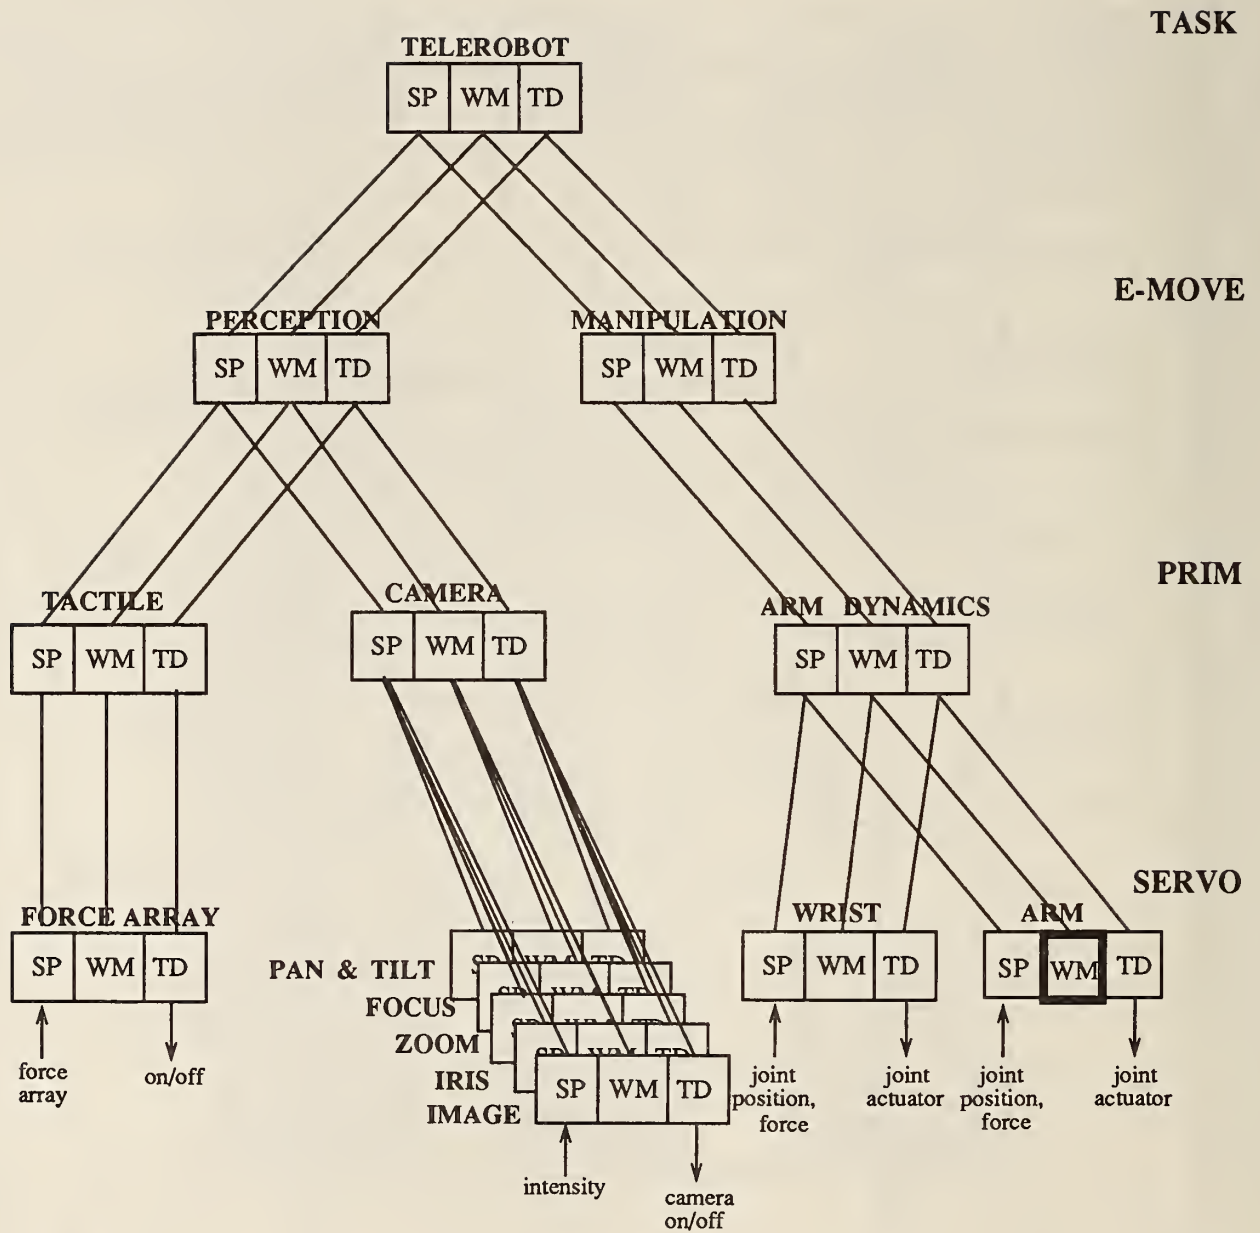 TASK
TELEROBOT
SP WM TD
E-MOVE
PERCEPTION MANIPULATION
SP WM TD SP WM TD
PRIM
TACTILE CAMERA ARM DYNAMICS
SP WM TD SP WM TD SP WM TD
SERVO
FORCE ARRAY WRIST ARM
SP WM TD SP WM TD SP WM TD
PAN & TILT
FOCUS
ZOOM
IRIS
IMAGE SP WM TD
force
array
on/off
joint
position,
force
joint
actuator
joint
position,
force
joint
actuator
intensity
camera
on/off